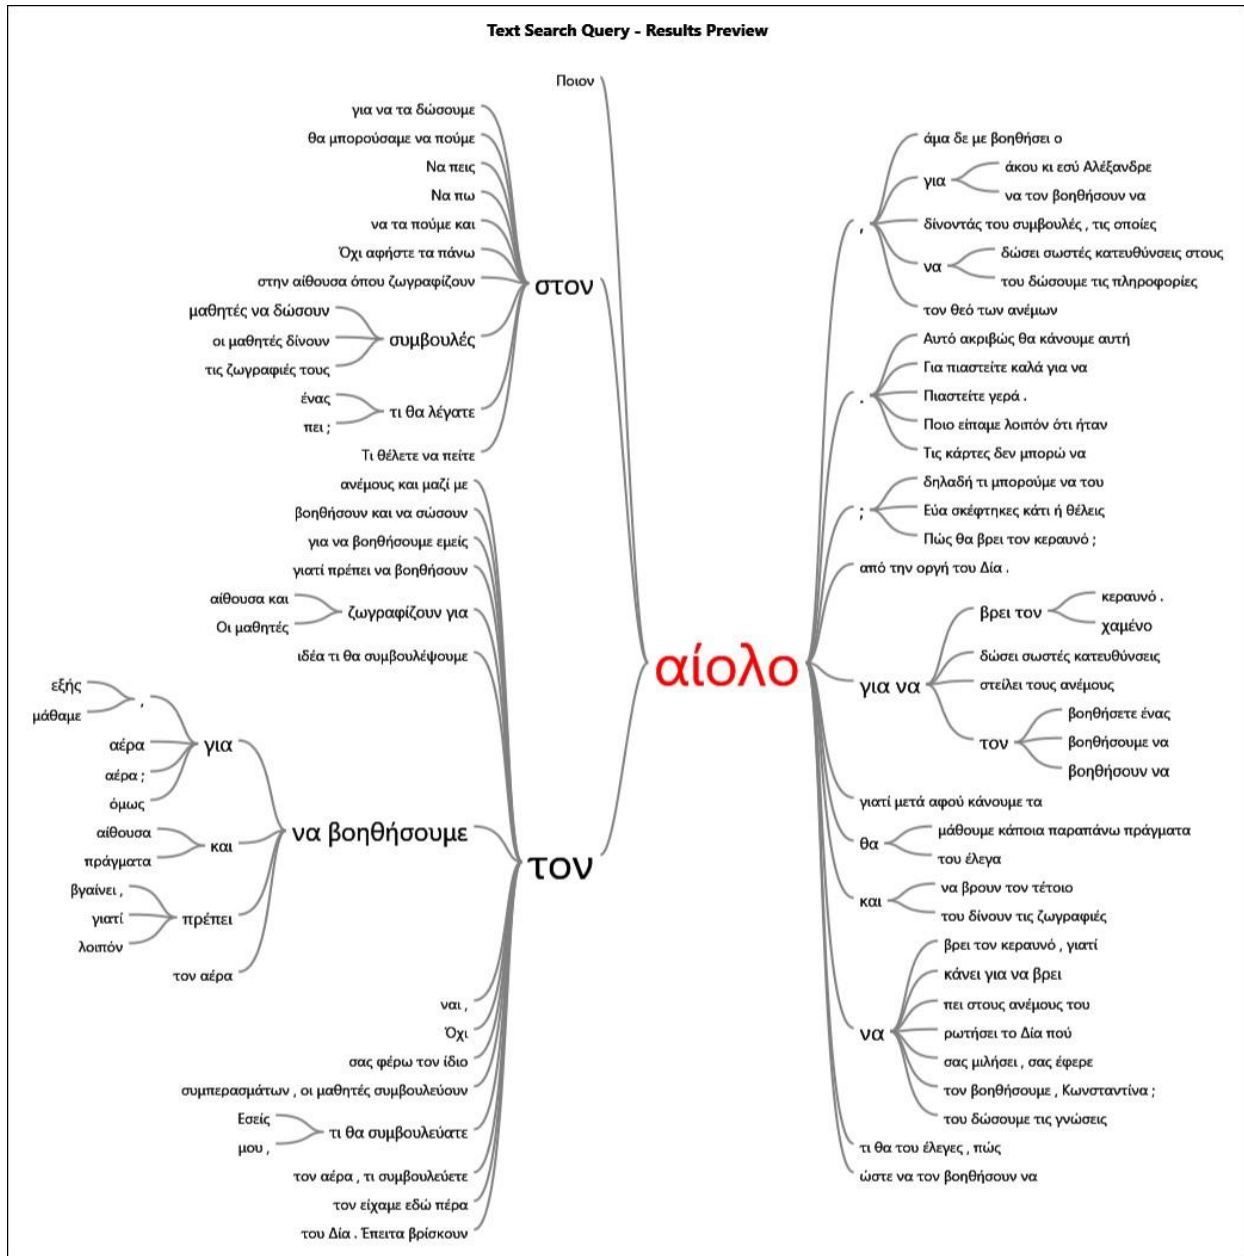 Text Search Query - Results Preview
Ποιον
για να τα δώσουμε
θα μπορούσαμε να πούμε
Να πεις
Να πω
να τα πούμε και
Όχι αφήστε τα πάνω
στην αίθουσα όπου ζωγραφίζουν
μαθητές να δώσουν
οι μαθητές δίνουν
τις ζωγραφιές τους
συμβουλές
ένας
πει ;
τι θα λέγατε
Τι θέλετε να πείτε
στον
ανέμους και μαζί με
βοηθήσουν και να σώσουν
για να βοηθήσουμε εμείς
γιατί πρέπει να βοηθήσουν
αίθουσα και
Οι μαθητές
ζωγραφίζουν για
ιδέα τι θα συμβουλέψουμε
εξής
μάθαμε
,
αέρα
αέρα ;
όμως
για
αίθουσα
πράγματα
και
βγαίνει ,
γιατί
λοιπόν
πρέπει
τον αέρα
να βοηθήσουμε
ναι ,
Όχι
σας φέρω τον ίδιο
συμπερασμάτων , οι μαθητές συμβουλεύουν
Εσείς
μου ,
τι θα συμβουλεύατε
τον αέρα , τι συμβουλεύετε
τον είχαμε εδώ πέρα
του Δία . Έπειτα βρίσκουν
τον
αίολο
,
άμα δε με βοηθήσει ο
για
άκου κι εσύ Αλέξανδρε
να τον βοηθήσουν να
δίνοντάς του συμβουλές , τις οποίες
να
δώσει σωστές κατευθύνσεις στους
του δώσουμε τις πληροφορίες
τον θεό των ανέμων
.
Αυτό ακριβώς θα κάνουμε αυτή
Για πιαστείτε καλά για να
Πιαστείτε γερά .
Ποιο είπαμε λοιπόν ότι ήταν
Τις κάρτες δεν μπορώ να
;
δηλαδή τι μπορούμε να του
Εύα σκέφτηκες κάτι ή θέλεις
Πώς θα βρει τον κεραυνό ;
από την οργή του Δία .
για να
βρει τον
κεραυνό .
χαμένο
δώσει σωστές κατευθύνσεις
στείλει τους ανέμους
τον
βοηθήσετε ένας
βοηθήσουμε να
βοηθήσουν να
γιατί μετά αφού κάνουμε τα
θα
μάθουμε κάποια παραπάνω πράγματα
του έλεγα
και
να βρουν τον τέτοιο
του δίνουν τις ζωγραφιές
να
βρει τον κεραυνό , γιατί
κάνει για να βρει
πει στους ανέμους του
ρωτήσει το Δία πού
σας μιλήσει , σας έφερε
τον βοηθήσουμε , Κωνσταντίνα ;
του δώσουμε τις γνώσεις
τι θα του έλεγες , πώς
ώστε να τον βοηθήσουν να